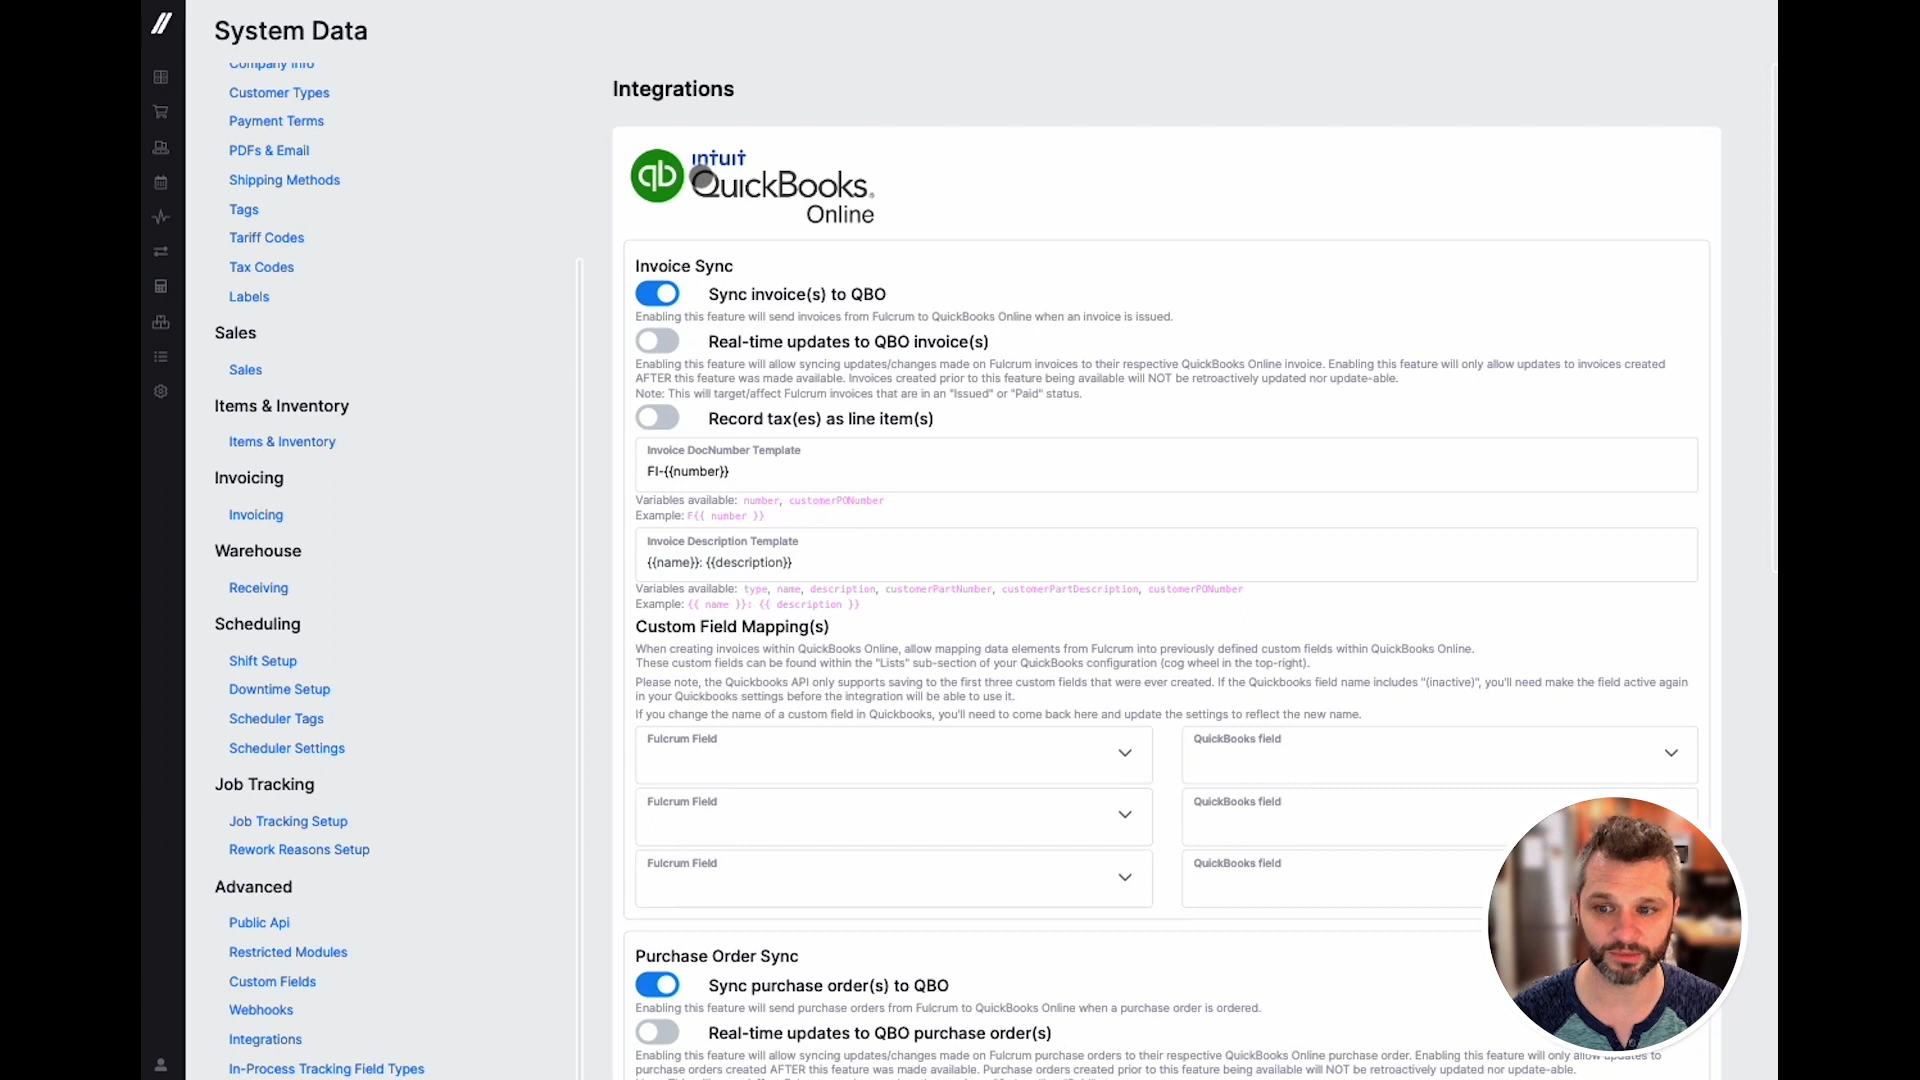 System Data
Company Info
Customer Types
Payment Terms
PDFs & Email
Shipping Methods
Tags
Tariff Codes
Tax Codes
Labels
Sales
Sales
Items & Inventory
Items & Inventory
Invoicing
Invoicing
Warehouse
Receiving
Scheduling
Shift Setup
Downtime Setup
Scheduler Tags
Scheduler Settings
Job Tracking
Job Tracking Setup
Rework Reasons Setup
Advanced
Public Api
Restricted Modules
Custom Fields
Webhooks
Integrations
In-Process Tracking Field Types
Integrations
qb
intuit
QuickBooks.
Online
Invoice Sync
Sync invoice(s) to QBO
Enabling this feature will send invoices from Fulcrum to QuickBooks Online when an invoice is issued.
Real-time updates to QBO invoice(s)
Enabling this feature will allow syncing updates/changes made on Fulcrum invoices to their respective QuickBooks Online invoice. Enabling this feature will only allow updates to invoices created
AFTER this feature was made available. Invoices created prior to this feature being available will NOT be retroactively updated nor update-able.
Note: This will target/affect Fulcrum invoices that are in an "Issued" or "Paid" status.
Record tax(es) as line item(s)
Invoice DocNumber Template
FI-{{number}}
Variables available: number, customerPONumber
Example: F{{ number }}
Invoice Description Template
{{name}}: {{description}}
Variables available: type, name, description, customerPartNumber, customerPartDescription, customerPONumber
Example: {{ name }}: {{ description }}
Custom Field Mapping(s)
When creating invoices within QuickBooks Online, allow mapping data elements from Fulcrum into previously defined custom fields within QuickBooks Online.
These custom fields can be found within the "Lists" sub-section of your QuickBooks configuration (cog wheel in the top-right).
Please note, the Quickbooks API only supports saving to the first three custom fields that were ever created. If the Quickbooks field name includes "(inactive)", you'll need make the field active again
in your Quickbooks settings before the integration will be able to use it.
If you change the name of a custom field in Quickbooks, you'll need to come back here and update the settings to reflect the new name.
Fulcrum Field
QuickBooks field
Fulcrum Field
QuickBooks field
Fulcrum Field
QuickBooks field
Purchase Order Sync
Sync purchase order(s) to QBO
Enabling this feature will send purchase orders from Fulcrum to QuickBooks Online when a purchase order is ordered.
Real-time updates to QBO purchase order(s)
Enabling this feature will allow syncing updates/changes made on Fulcrum purchase orders to their respective QuickBooks Online purchase order. Enabling this feature will only allow updates to
purchase orders created AFTER this feature was made available. Purchase orders created prior to this feature being available will NOT be retroactively updated nor update-able.